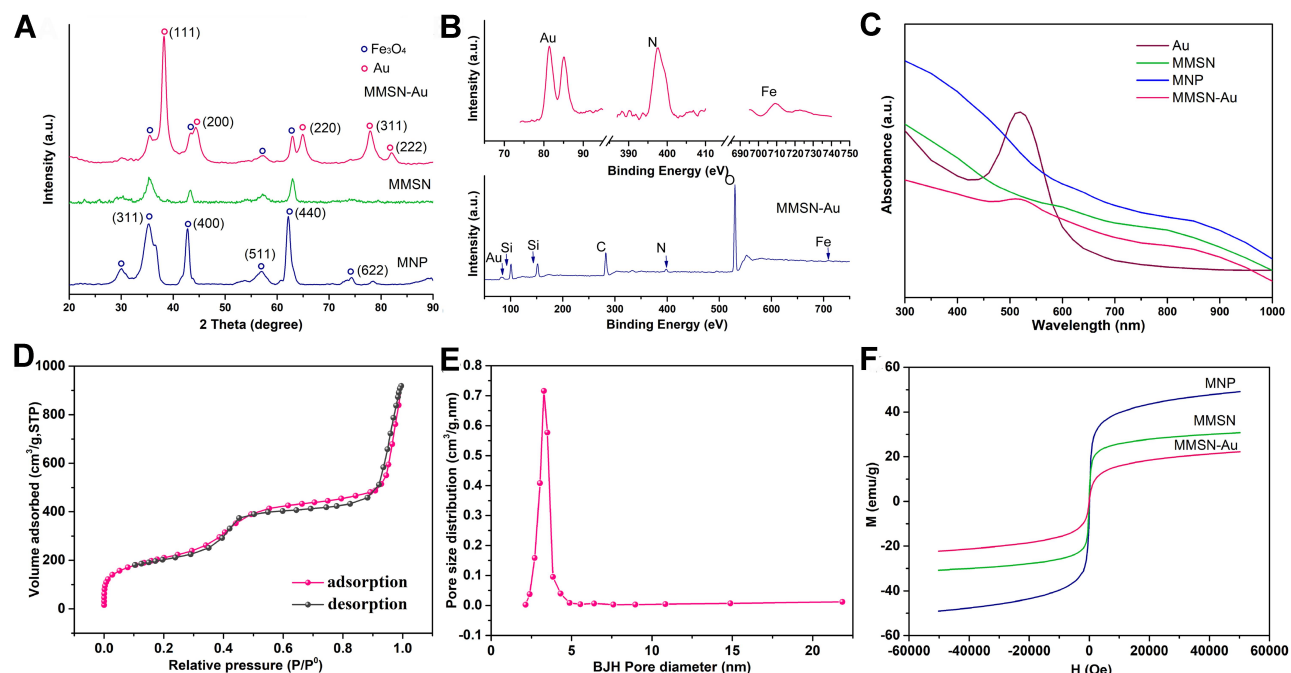 A
Intensity (a.u.)
(111)
Fe₃O₄
Au
MMSN-Au
(200)
(220)
(311)
(222)
MMSN
(311)
(400)
(440)
(511)
(622)
MNP
20 30 40 50 60 70 80 90
2 Theta (degree)
B
Intensity (a.u.)
Au
N
Fe
70 80 90 390 400 410 690 700 710 720 730 740 750
Binding Energy (eV)
Intensity (a.u.)
O
MMSN-Au
Au
Si
Si
C
N
Fe
100 200 300 400 500 600 700
Binding Energy (eV)
C
Absorbance (a.u.)
Au
MMSN
MNP
MMSN-Au
300 400 500 600 700 800 900 1000
Wavelength (nm)
D
Volume adsorbed (cm³/g,STP)
1000
800
600
400
200
0
adsorption
desorption
0.0 0.2 0.4 0.6 0.8 1.0
Relative pressure (P/P⁰)
E
Pore size distribution (cm³/g,nm)
0.8
0.7
0.6
0.5
0.4
0.3
0.2
0.1
0.0
-0.1
0 5 10 15 20
BJH Pore diameter (nm)
F
M (emu/g)
60
40
20
0
-20
-40
-60
MNP
MMSN
MMSN-Au
-60000 -40000 -20000 0 20000 40000 60000
H (Oe)